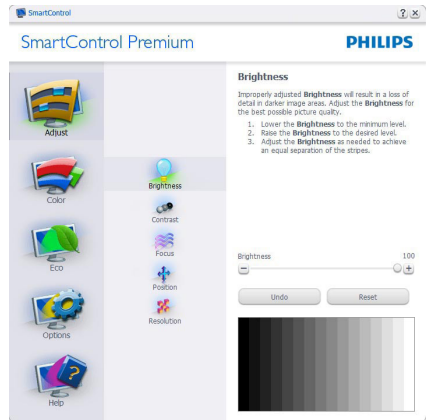 SmartControl
SmartControl Premium
PHILIPS
Adjust
Color
Eco
Options
Help
Brightness
Contrast
Focus
Position
Resolution
Brightness
Improperly adjusted Brightness will result in a loss of
detail in darker image areas. Adjust the Brightness for
the best possible picture quality.
1. Lower the Brightness to the minimum level.
2. Raise the Brightness to the desired level.
3. Adjust the Brightness as needed to achieve
an equal separation of the stripes.
Brightness 100
Undo Reset